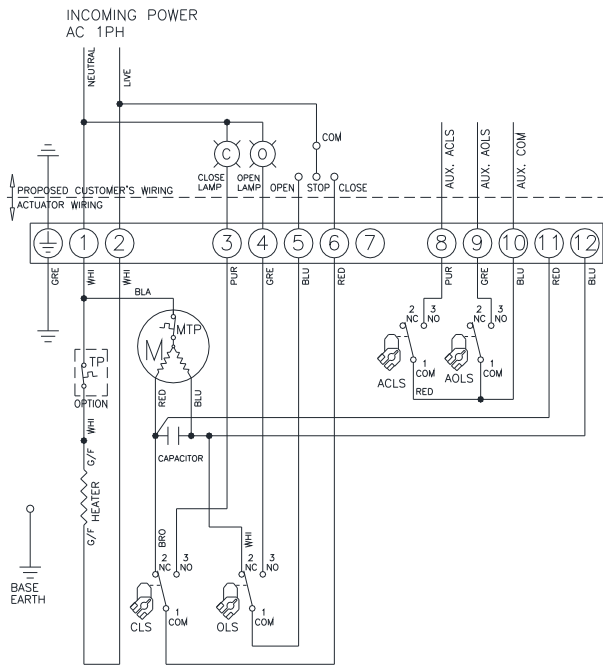 INCOMING POWER
AC 1PH
NEUTRAL
LIVE
COM
C
O
CLOSE
LAMP
OPEN
LAMP
OPEN
STOP
CLOSE
AUX. ACLS
AUX. AOLS
AUX. COM
PROPOSED CUSTOMER'S WIRING
ACTUATOR WIRING
1
2
3
4
5
6
7
8
9
10
11
12
GRE
WHI
WHI
PUR
GRE
BLU
RED
PUR
GRE
BLU
RED
BLU
BLA
MTP
M
TP
OPTION
RED
BLU
2
NC
3
NO
2
NC
3
NO
1
COM
1
COM
ACLS
AOLS
RED
WHI
CAPACITOR
G/F
HEATER
G/F
BRO
WHI
2
NC
3
NO
2
NC
3
NO
1
COM
1
COM
CLS
OLS
BASE
EARTH